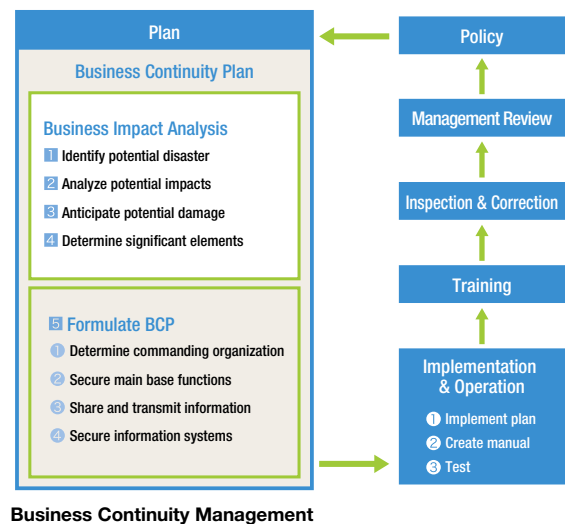 Plan
Business Continuity Plan
Business Impact Analysis
1 Identify potential disaster
2 Analyze potential impacts
3 Anticipate potential damage
4 Determine significant elements
5 Formulate BCP
1 Determine commanding organization
2 Secure main base functions
3 Share and transmit information
4 Secure information systems
Policy
Management Review
Inspection & Correction
Training
Implementation
& Operation
1 Implement plan
2 Create manual
3 Test
Business Continuity Management